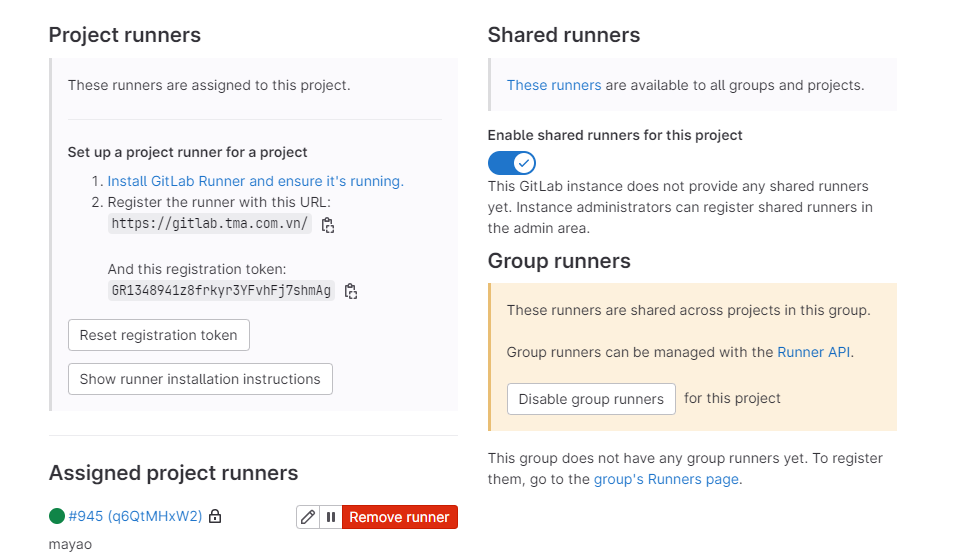 Project runners
These runners are assigned to this project.
Set up a project runner for a project
1. Install GitLab Runner and ensure it's running.
2. Register the runner with this URL:
https://gitlab.tma.com.vn/
And this registration token:
GR1348941z8frkyr3YFvhFj7shmAg
Reset registration token
Show runner installation instructions
Assigned project runners
#945 (q6QtMHxW2)
Remove runner
mayao
Shared runners
These runners are available to all groups and projects.
Enable shared runners for this project
This GitLab instance does not provide any shared runners
yet. Instance administrators can register shared runners in
the admin area.
Group runners
These runners are shared across projects in this group.
Group runners can be managed with the Runner API.
Disable group runners for this project
This group does not have any group runners yet. To register
them, go to the group's Runners page.